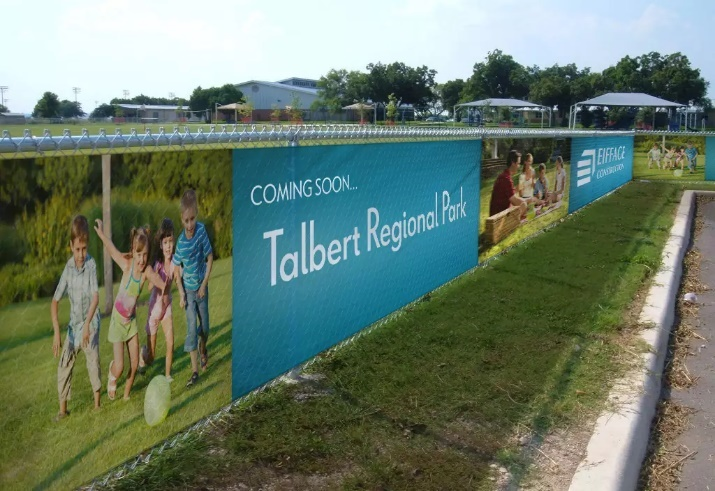 COMING SOON...
Talbert Regional Park
EIFFAGE
CONSTRUCTION